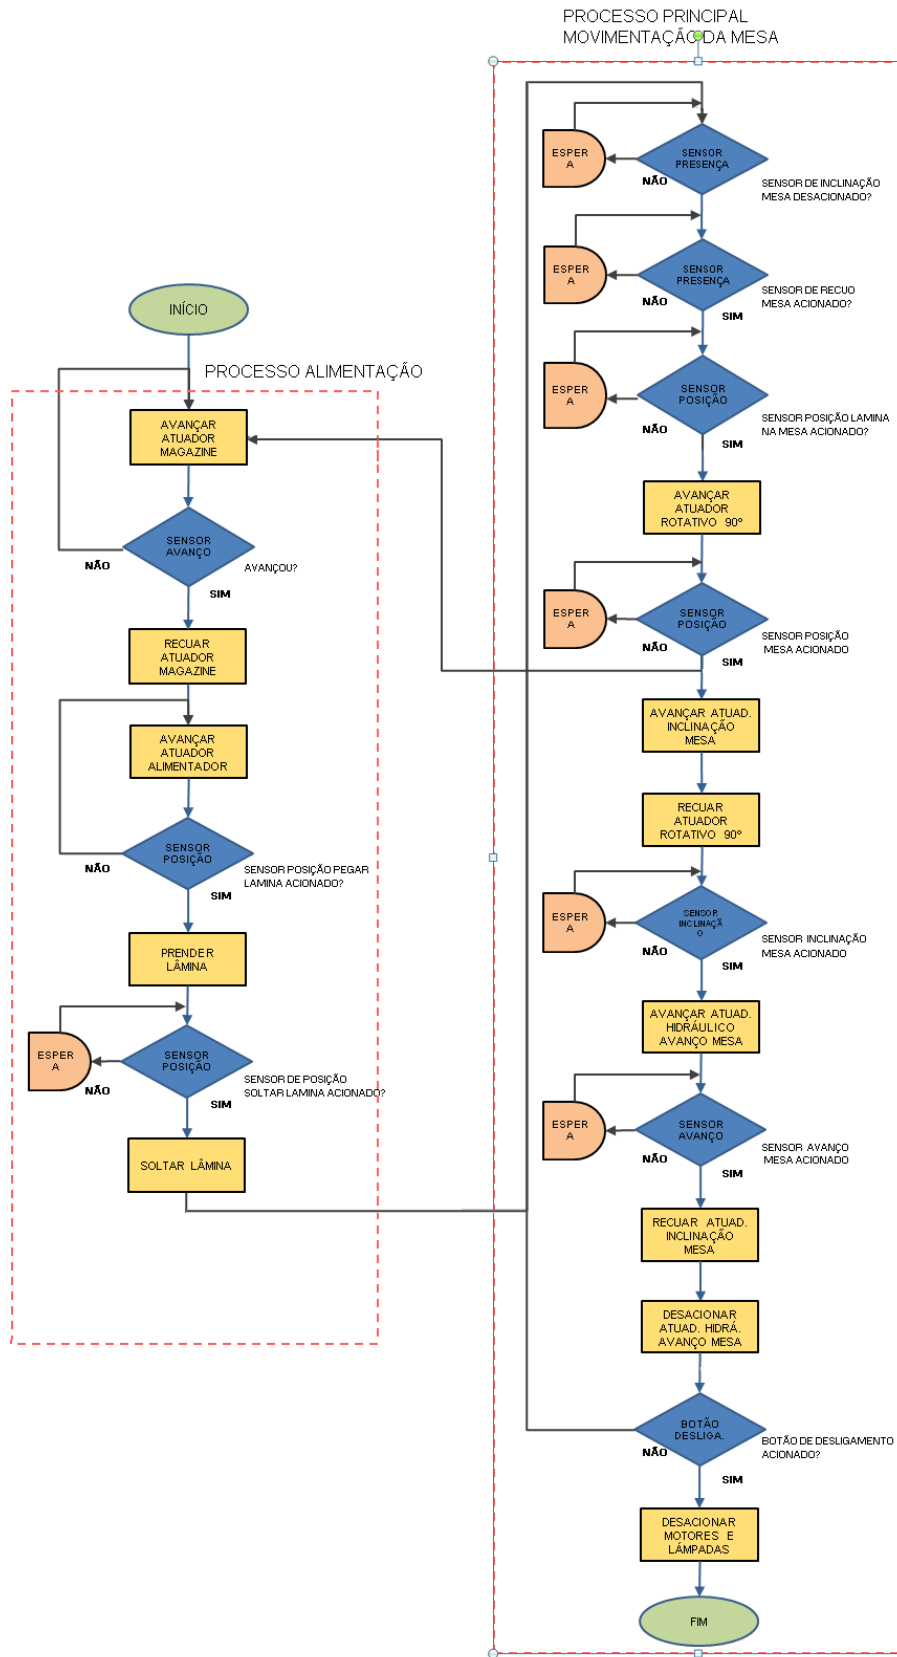 PROCESSO PRINCIPAL
MOVIMENTAÇÃO DA MESA
ESPER
A
SENSOR
PRESENÇA
NÃO
SENSOR DE INCLINAÇÃO
MESA DESACIONADO?
ESPER
A
SENSOR
PRESENÇA
NÃO
SENSOR DE RECUO
MESA ACIONADO?
SIM
ESPER
A
SENSOR
POSIÇÃO
NÃO
SENSOR POSIÇÃO LAMINA
NA MESA ACIONADO?
SIM
AVANÇAR
ATUADOR
ROTATIVO 90º
ESPER
A
SENSOR
POSIÇÃO
NÃO
SENSOR POSIÇÃO
MESA ACIONADO
SIM
AVANÇAR ATUAD.
INCLINAÇÃO
MESA
RECUAR
ATUADOR
ROTATIVO 90º
ESPER
A
SENSOR
INCLINAÇÃ
O
NÃO
SENSOR INCLINAÇÃO
MESA ACIONADO
SIM
AVANÇAR ATUAD.
HIDRÁULICO
AVANÇO MESA
ESPER
A
SENSOR
AVANÇO
NÃO
SENSOR AVANÇO
MESA ACIONADO
SIM
RECUAR ATUAD.
INCLINAÇÃO
MESA
DESACIONAR
ATUAD. HIDRÁ.
AVANÇO MESA
BOTÃO
DESLIGA.
NÃO
BOTÃO DE DESLIGAMENTO
ACIONADO?
SIM
DESACIONAR
MOTORES E
LÁMPADAS
FIM
INÍCIO
PROCESSO ALIMENTAÇÃO
AVANÇAR
ATUADOR
MAGAZINE
SENSOR
AVANÇO
NÃO
AVANÇOU?
SIM
RECUAR
ATUADOR
MAGAZINE
AVANÇAR
ATUADOR
ALIMENTADOR
SENSOR
POSIÇÃO
NÃO
SENSOR POSIÇÃO PEGAR
LAMINA ACIONADO?
SIM
PRENDER
LÂMINA
ESPER
A
SENSOR
POSIÇÃO
NÃO
SENSOR DE POSIÇÃO
SOLTAR LAMINA ACIONADO?
SIM
SOLTAR LÂMINA